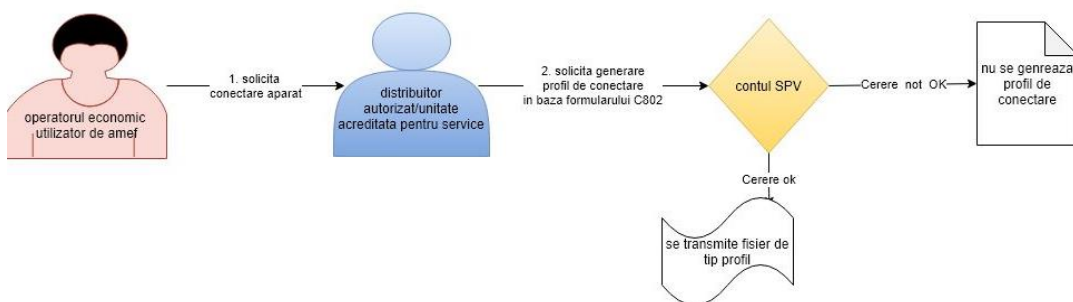 operatorul economic
utilizator de amef
1. solicita
conectare aparat
distribuitor
autorizat/unitate
acreditata pentru service
2. solicita generare
profil de conectare
in baza formularului C802
contul SPV
Cerere not OK
nu se genreaza
profil de
conectare
Cerere ok
se transmite fisier de
tip profil